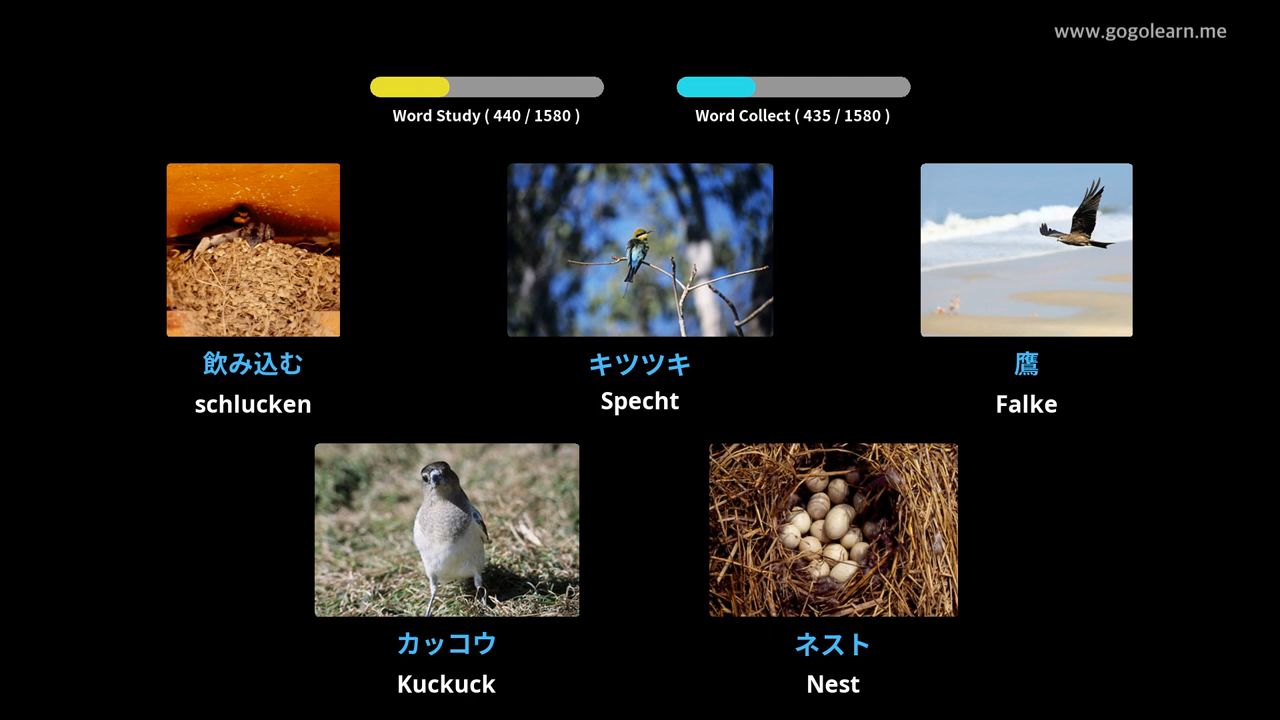 www.gogolearn.me
Word Study ( 440 / 1580 )
Word Collect ( 435 / 1580 )
飲み込む
schlucken
キツツキ
Specht
鷹
Falke
カッコウ
Kuckuck
ネスト
Nest